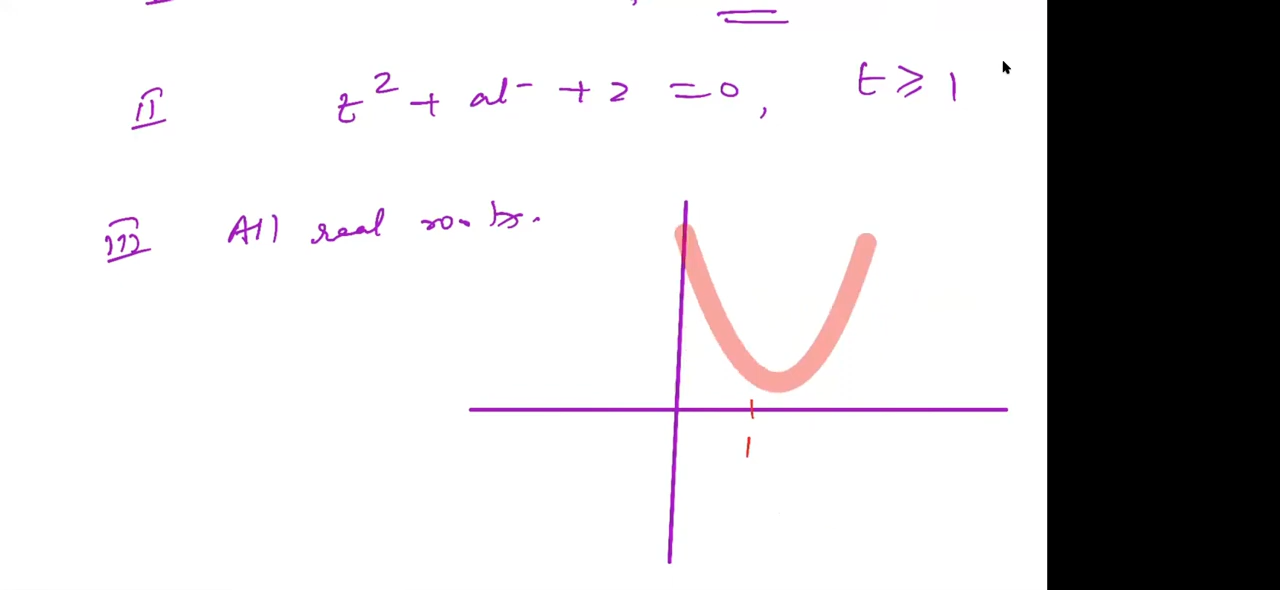 II t² + at + 2 = 0, t ⩾ 1
III All real roots.
1